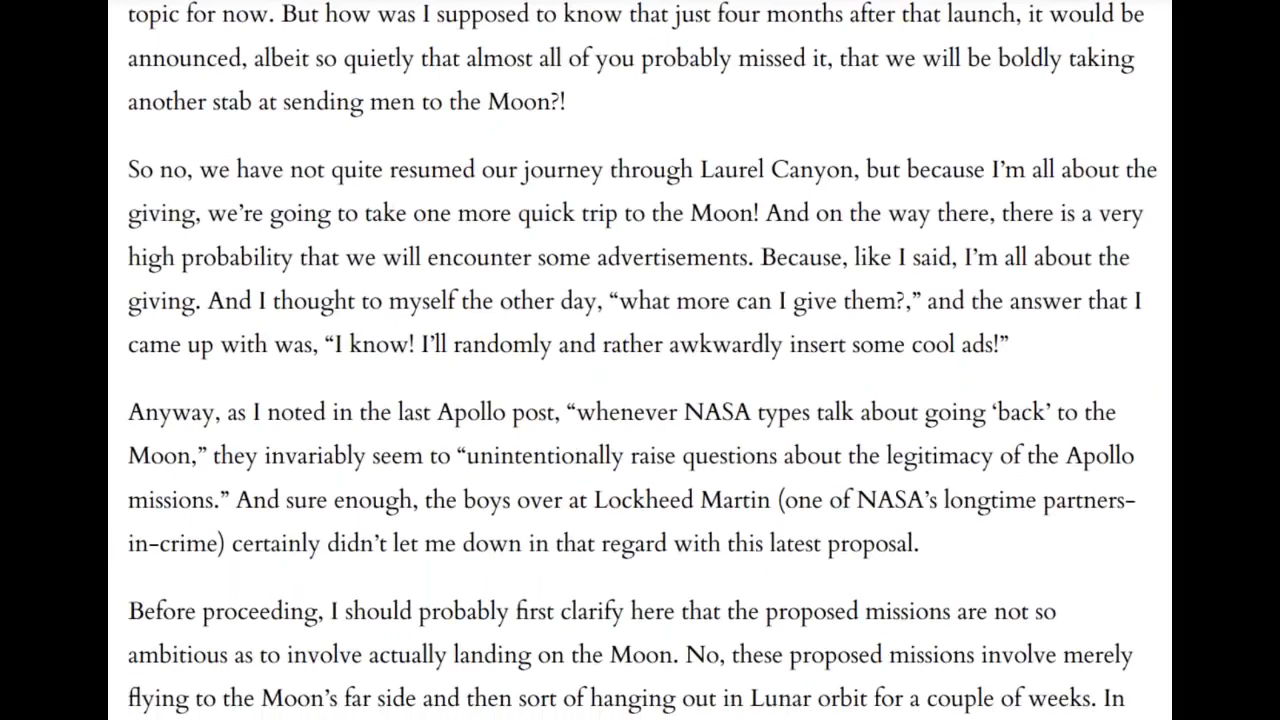 topic for now. But how was I supposed to know that just four months after that launch, it would be
announced, albeit so quietly that almost all of you probably missed it, that we will be boldly taking
another stab at sending men to the Moon?!
So no, we have not quite resumed our journey through Laurel Canyon, but because I’m all about the
giving, we’re going to take one more quick trip to the Moon! And on the way there, there is a very
high probability that we will encounter some advertisements. Because, like I said, I’m all about the
giving. And I thought to myself the other day, “what more can I give them?,” and the answer that I
came up with was, “I know! I’ll randomly and rather awkwardly insert some cool ads!”
Anyway, as I noted in the last Apollo post, “whenever NASA types talk about going ‘back’ to the
Moon,” they invariably seem to “unintentionally raise questions about the legitimacy of the Apollo
missions.” And sure enough, the boys over at Lockheed Martin (one of NASA’s longtime partners-
in-crime) certainly didn’t let me down in that regard with this latest proposal.
Before proceeding, I should probably first clarify here that the proposed missions are not so
ambitious as to involve actually landing on the Moon. No, these proposed missions involve merely
flying to the Moon’s far side and then sort of hanging out in Lunar orbit for a couple of weeks. In